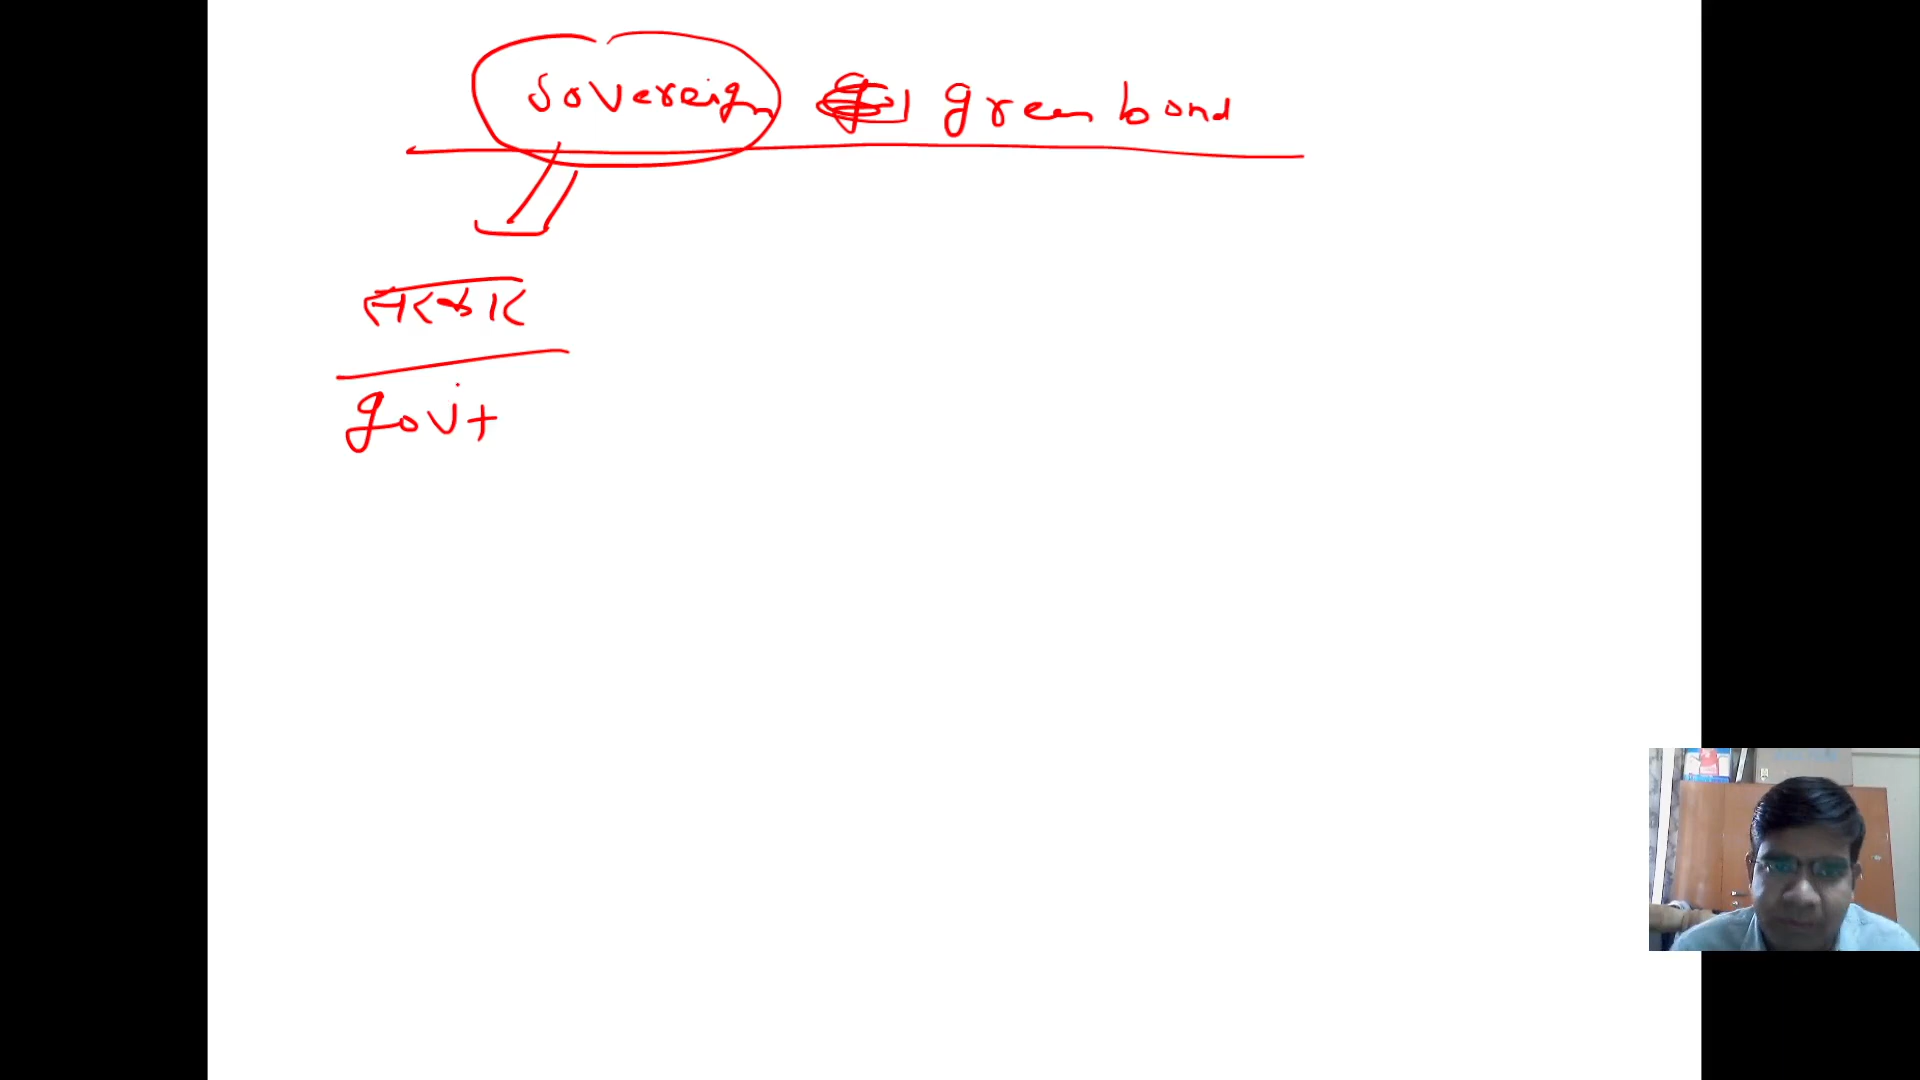 Sovereign green bond
सरकार
govt